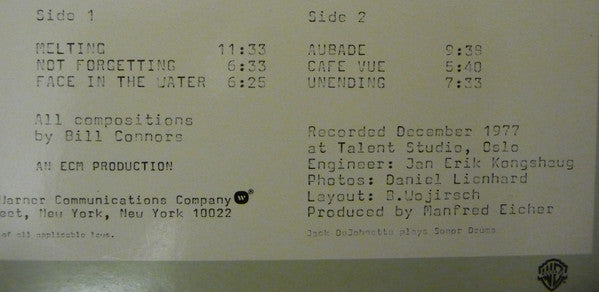 Side 1
MELTING 11:33
NOT FORGETTING 6:33
FACE IN THE WATER 6:25
All compositions
by Bill Connors
AN ECM PRODUCTION
Warner Communications Company w ®
eet, New York, New York 10022
of all applicable laws.
Side 2
AUBADE 9:38
CAFE VUE 5:40
UNENDING 7:33
Recorded December 1977
at Talent Studio, Oslo
Engineer: Jan Erik Kongshaug
Photos: Daniel Lienhard
Layout: B.Wojirsch
Produced by Manfred Eicher
Jack DeJohnette plays Sonor Drums
WB